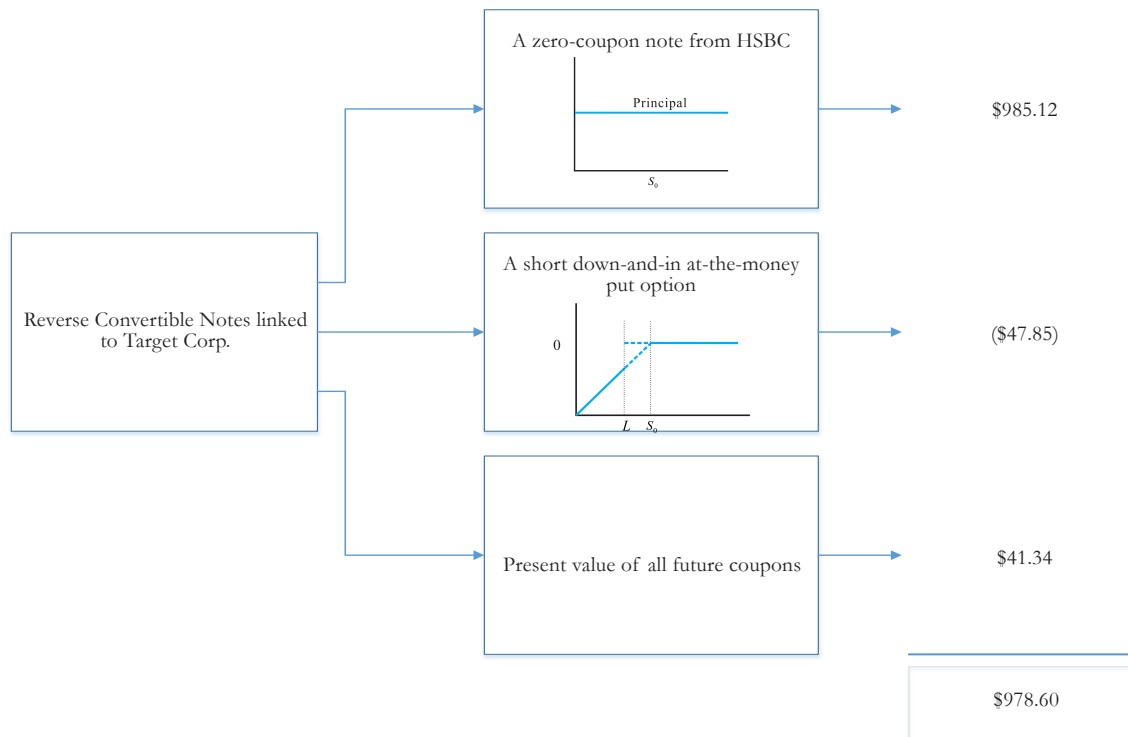 A zero-coupon note from HSBC
Principal
S₀
$985.12
Reverse Convertible Notes linked
to Target Corp.
A short down-and-in at-the-money
put option
0
L S₀
($47.85)
Present value of all future coupons
$41.34
$978.60